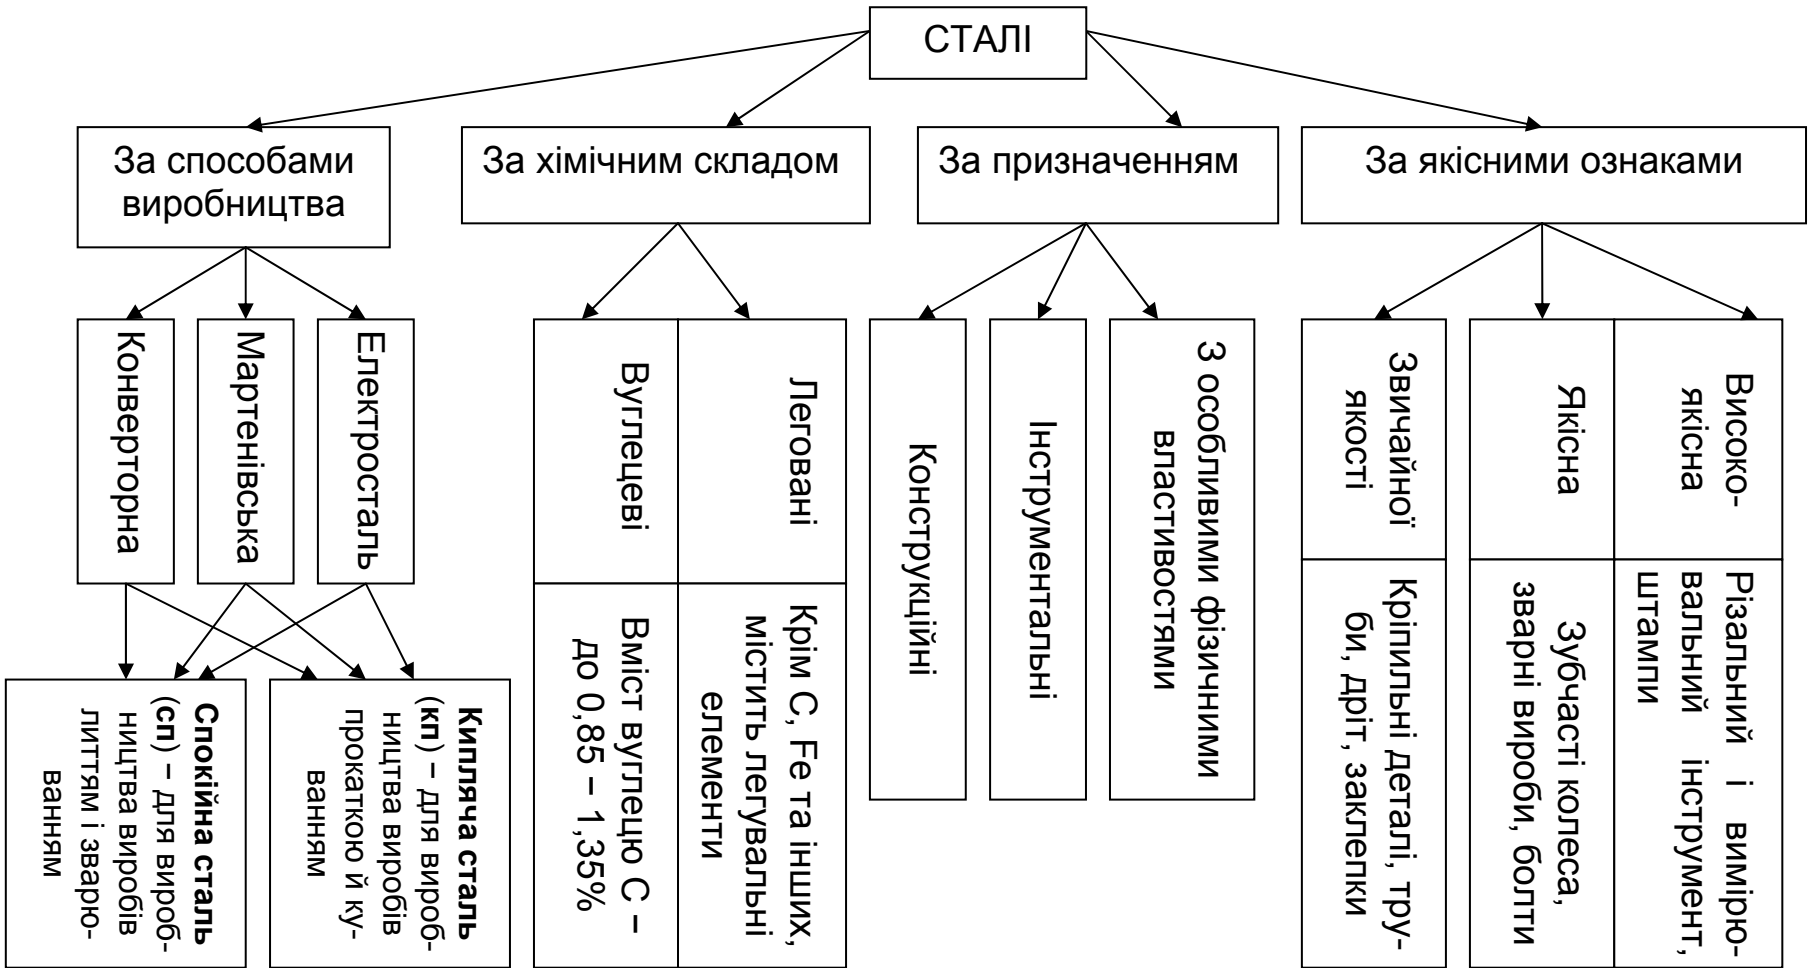 СТАЛІ
За способами
виробництва
За хімічним складом
За призначенням
За якісними ознаками
Конверторна
Мартенівська
Електросталь
Вуглецеві
Леговані
Конструкційні
Інструментальні
З особливими фізичними
властивостями
Звичайної
якості
Якісна
Високо-
якісна
Спокійна сталь
(сп) – для вироб-
ництва виробів
литтям і зварю-
ванням
Кипляча сталь
(кп) – для вироб-
ництва виробів
прокаткою й ку-
ванням
Вміст вуглецю С –
до 0,85 – 1,35%
Крім С, Fe та інших,
містить легувальні
елементи
Кріпильні деталі, тру-
би, дріт, заклепки
Зубчасті колеса,
зварні вироби, болти
Різальний і вимірю-
вальний інструмент,
штампи